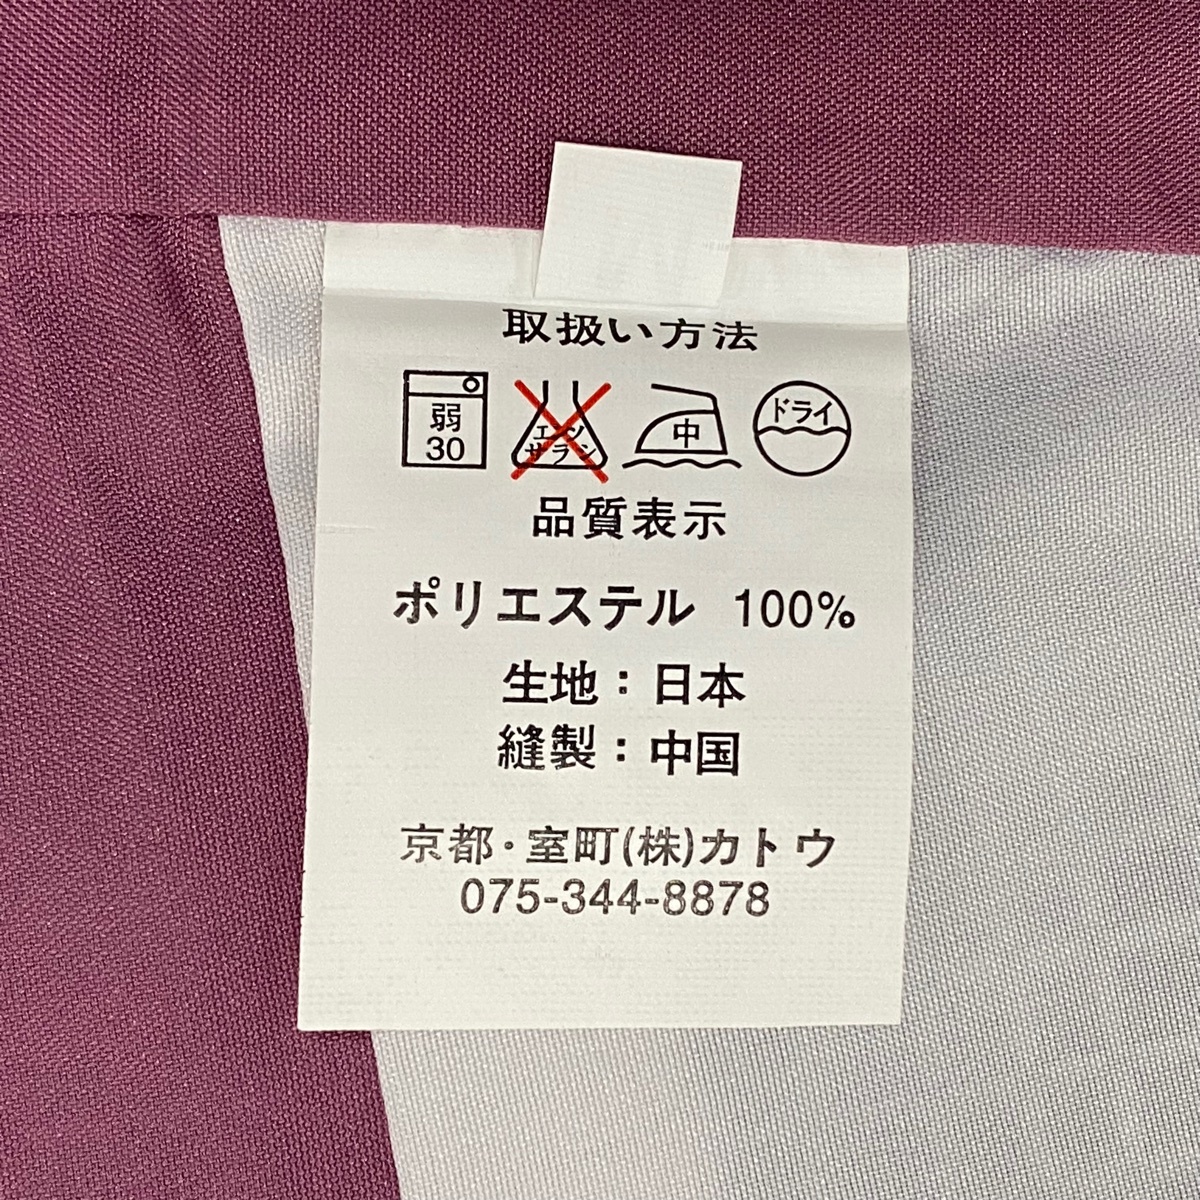 取扱い方法
弱
30
エンソ
サラシ
中
ドライ
品質表示
ポリエステル 100%
生地：日本
縫製：中国
京都・室町(株)カトウ
075-344-8878